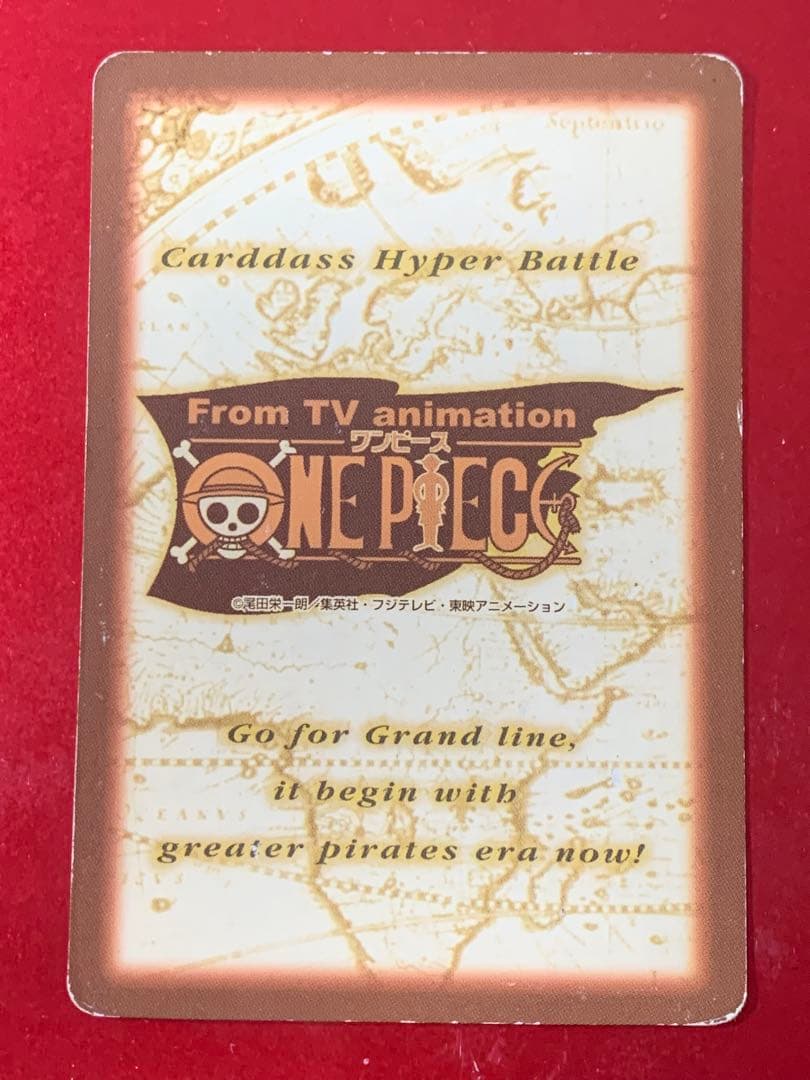 Septentrio
Carddass Hyper Battle
From TV animation
ワンピース
ONE PIECE
©尾田栄一朗／集英社・フジテレビ・東映アニメーション
Go for Grand line,
it begin with
greater pirates era now!